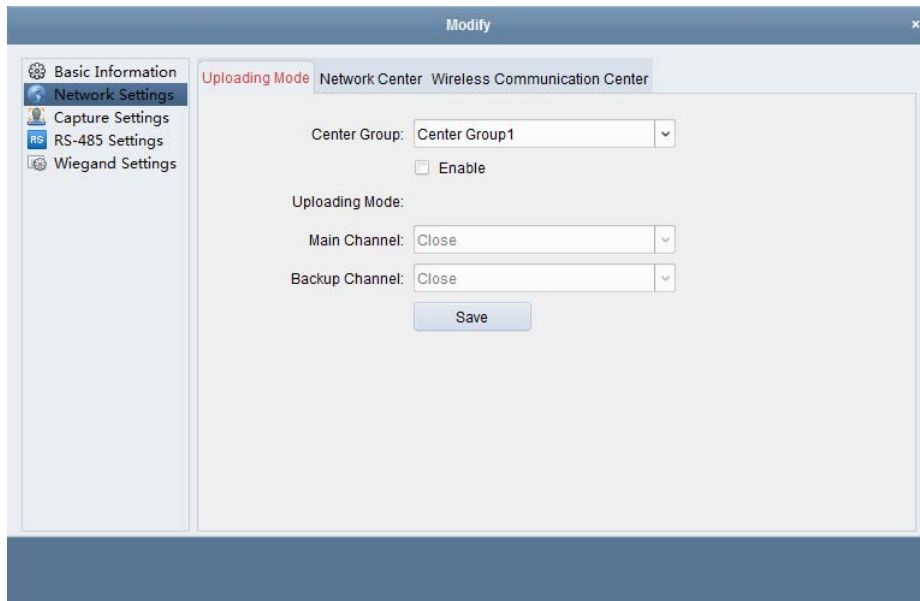 Modify
×
Basic Information
Network Settings
Capture Settings
RS RS-485 Settings
Wiegand Settings
Uploading Mode Network Center Wireless Communication Center
Center Group: Center Group1
Enable
Uploading Mode:
Main Channel: Close
Backup Channel: Close
Save